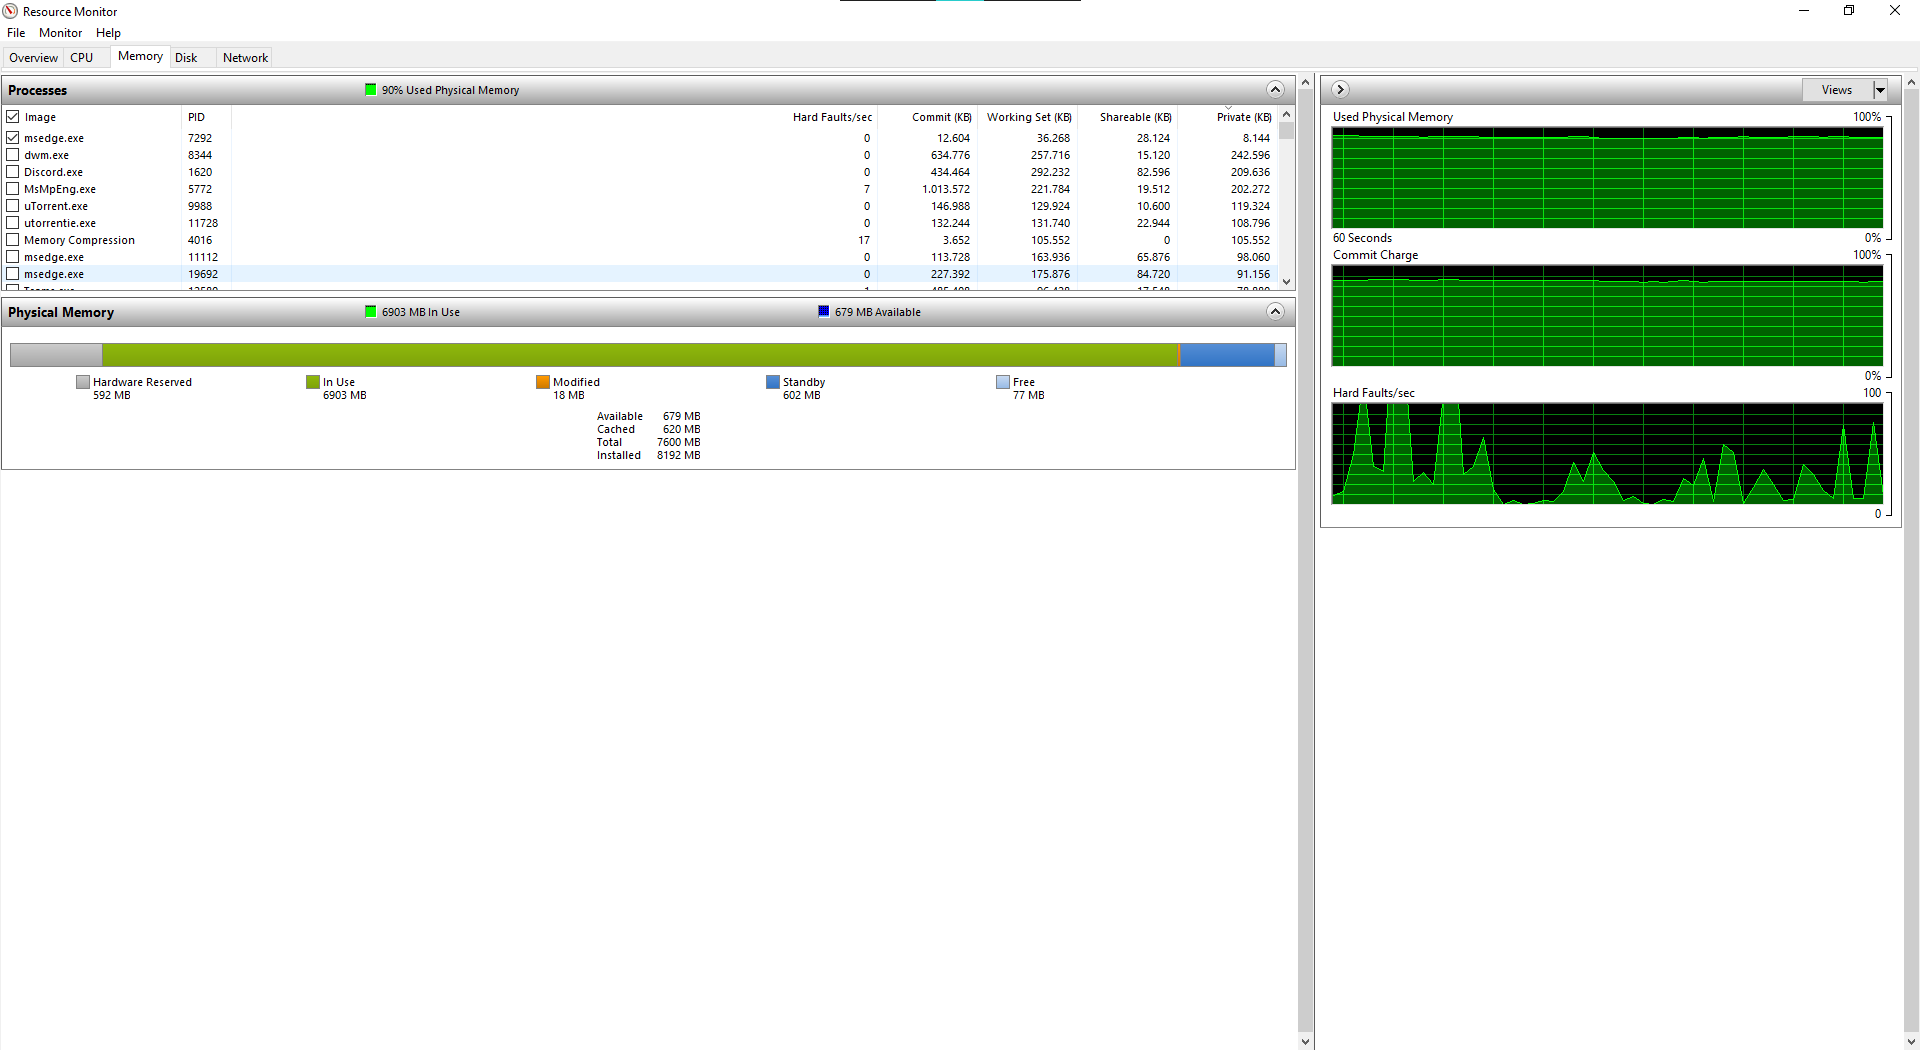 Resource Monitor
File Monitor Help
Overview CPU Memory Disk Network
Processes 90% Used Physical Memory
Image PID Hard Faults/sec Commit (KB) Working Set (KB) Shareable (KB) Private (KB)
msedge.exe 7292 0 12.604 36.268 28.124 8.144
dwm.exe 8344 0 634.776 257.716 15.120 242.596
Discord.exe 1620 0 434.464 292.232 82.596 209.636
MsMpEng.exe 5772 7 1.013.572 221.784 19.512 202.272
uTorrent.exe 9988 0 146.988 129.924 10.600 119.324
utorrentie.exe 11728 0 132.244 131.740 22.944 108.796
Memory Compression 4016 17 3.652 105.552 0 105.552
msedge.exe 11112 0 113.728 163.936 65.876 98.060
msedge.exe 19692 0 227.392 175.876 84.720 91.156
Physical Memory 6903 MB In Use 679 MB Available
Hardware Reserved
592 MB
In Use
6903 MB
Modified
18 MB
Standby
602 MB
Free
77 MB
Available 679 MB
Cached 620 MB
Total 7600 MB
Installed 8192 MB
Views
Used Physical Memory 100%
60 Seconds 0%
Commit Charge 100%
0%
Hard Faults/sec 100
0